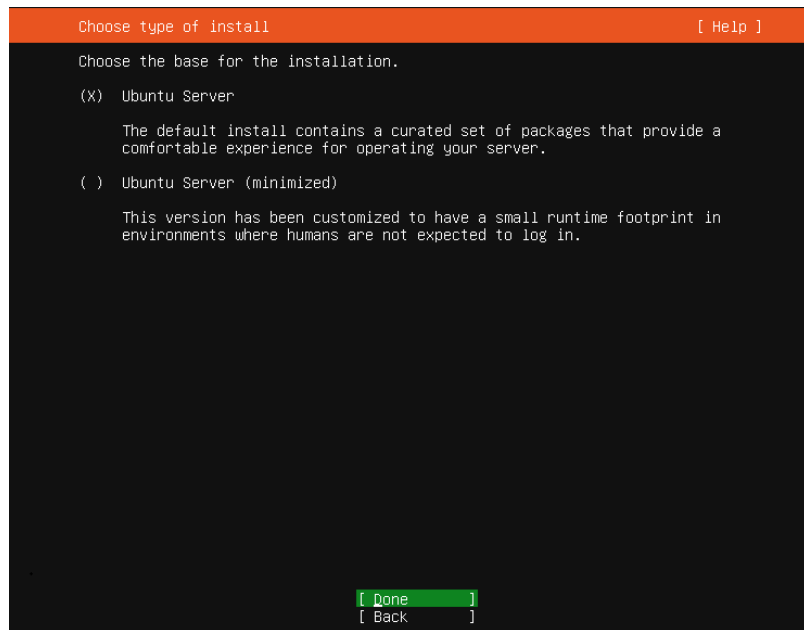 Choose type of install [ Help ]
Choose the base for the installation.
(X) Ubuntu Server
The default install contains a curated set of packages that provide a
comfortable experience for operating your server.
( ) Ubuntu Server (minimized)
This version has been customized to have a small runtime footprint in
environments where humans are not expected to log in.
[ Done ]
[ Back ]